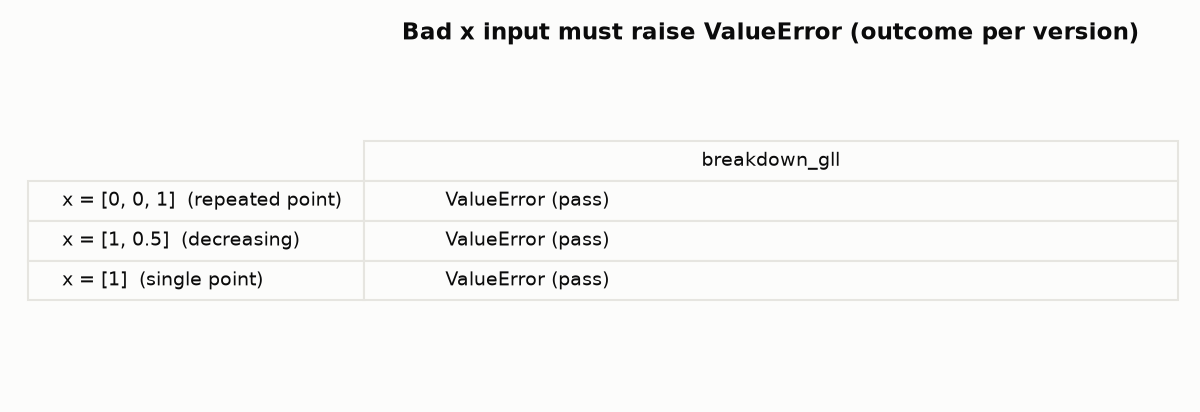 Bad x input must raise ValueError (outcome per version)
breakdown_gll
x = [0, 0, 1]  (repeated point) ValueError (pass)
x = [1, 0.5]  (decreasing) ValueError (pass)
x = [1]  (single point) ValueError (pass)